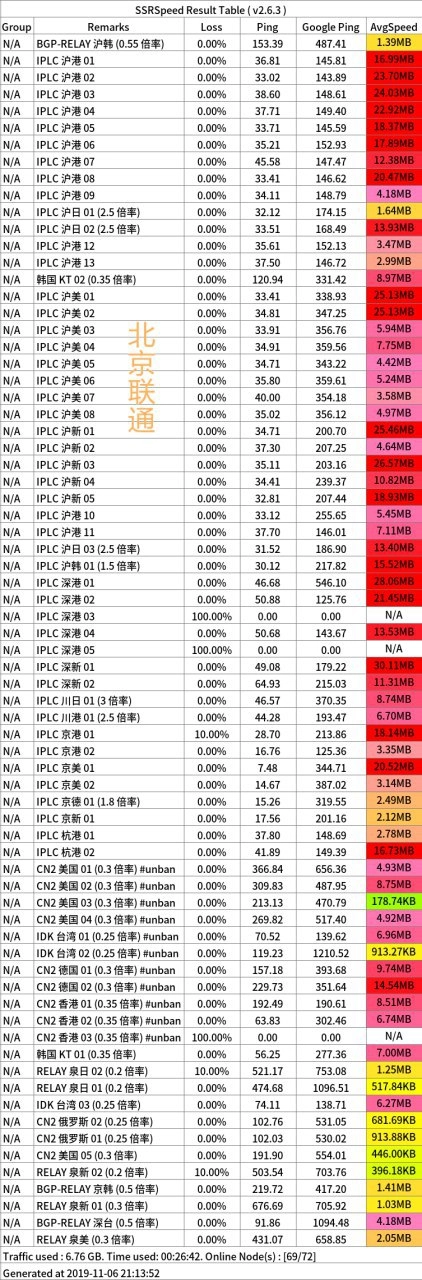 SSRSpeed Result Table ( v2.6.3 )
Group Remarks Loss Ping Google Ping AvgSpeed
N/A BGP-RELAY 沪韩 (0.55 倍率) 0.00% 153.39 487.41 1.39MB
N/A IPLC 沪港 01 0.00% 36.81 145.81 16.99MB
N/A IPLC 沪港 02 0.00% 33.02 143.89 23.70MB
N/A IPLC 沪港 03 0.00% 38.60 148.61 24.03MB
N/A IPLC 沪港 04 0.00% 37.71 149.40 22.92MB
N/A IPLC 沪港 05 0.00% 33.71 145.59 18.37MB
N/A IPLC 沪港 06 0.00% 35.21 152.93 17.89MB
N/A IPLC 沪港 07 0.00% 45.58 147.47 12.38MB
N/A IPLC 沪港 08 0.00% 33.41 146.62 20.47MB
N/A IPLC 沪港 09 0.00% 34.11 148.79 4.18MB
N/A IPLC 沪日 01 (2.5 倍率) 0.00% 32.12 174.15 1.64MB
N/A IPLC 沪日 02 (2.5 倍率) 0.00% 33.51 168.49 13.93MB
N/A IPLC 沪港 12 0.00% 35.61 152.13 3.47MB
N/A IPLC 沪港 13 0.00% 37.50 146.72 2.99MB
N/A 韩国 KT 02 (0.35 倍率) 0.00% 120.94 331.42 8.97MB
N/A IPLC 沪美 01 0.00% 33.41 338.93 25.13MB
N/A IPLC 沪美 02 0.00% 34.81 347.25 25.13MB
N/A IPLC 沪美 03 0.00% 33.91 356.76 5.94MB
N/A IPLC 沪美 04 0.00% 34.91 359.56 7.75MB
N/A IPLC 沪美 05 0.00% 34.71 343.22 4.42MB
N/A IPLC 沪美 06 0.00% 35.80 359.61 5.24MB
N/A IPLC 沪美 07 0.00% 40.00 354.18 3.58MB
N/A IPLC 沪美 08 0.00% 35.02 356.12 4.97MB
N/A IPLC 沪新 01 0.00% 34.71 200.70 25.46MB
N/A IPLC 沪新 02 0.00% 37.30 207.25 4.64MB
N/A IPLC 沪新 03 0.00% 35.11 203.16 26.57MB
N/A IPLC 沪新 04 0.00% 34.41 239.37 10.82MB
N/A IPLC 沪新 05 0.00% 32.81 207.44 18.93MB
N/A IPLC 沪港 10 0.00% 33.12 255.65 5.45MB
N/A IPLC 沪港 11 0.00% 37.70 146.01 7.11MB
N/A IPLC 沪日 03 (2.5 倍率) 0.00% 31.52 186.90 13.40MB
N/A IPLC 沪韩 01 (1.5 倍率) 0.00% 30.12 217.82 15.52MB
N/A IPLC 深港 01 0.00% 46.68 546.10 28.06MB
N/A IPLC 深港 02 0.00% 50.88 125.76 21.45MB
N/A IPLC 深港 03 100.00% 0.00 0.00 N/A
N/A IPLC 深港 04 0.00% 50.68 143.67 13.53MB
N/A IPLC 深港 05 100.00% 0.00 0.00 N/A
N/A IPLC 深新 01 0.00% 49.08 179.22 30.11MB
N/A IPLC 深新 02 0.00% 64.93 215.03 11.31MB
N/A IPLC 川日 01 (3 倍率) 0.00% 46.57 370.35 8.74MB
N/A IPLC 川港 01 (2.5 倍率) 0.00% 44.28 193.47 6.70MB
N/A IPLC 京港 01 10.00% 28.70 213.86 18.14MB
N/A IPLC 京港 02 0.00% 16.76 125.36 3.35MB
N/A IPLC 京美 01 0.00% 7.48 344.71 20.52MB
N/A IPLC 京美 02 0.00% 14.67 387.02 3.14MB
N/A IPLC 京德 01 (1.8 倍率) 0.00% 15.26 319.55 2.49MB
N/A IPLC 京新 01 0.00% 17.56 201.16 2.12MB
N/A IPLC 杭港 01 0.00% 37.80 148.69 2.78MB
N/A IPLC 杭港 02 0.00% 41.89 149.39 16.73MB
N/A CN2 美国 01 (0.3 倍率) #unban 0.00% 366.84 656.36 4.93MB
N/A CN2 美国 02 (0.3 倍率) #unban 0.00% 309.83 487.95 8.75MB
N/A CN2 美国 03 (0.3 倍率) #unban 0.00% 213.13 470.79 178.74KB
N/A CN2 美国 04 (0.3 倍率) #unban 0.00% 269.82 517.40 4.92MB
N/A IDK 台湾 01 (0.25 倍率) #unban 0.00% 70.52 139.62 6.96MB
N/A IDK 台湾 02 (0.25 倍率) #unban 0.00% 119.23 1210.52 913.27KB
N/A CN2 德国 01 (0.3 倍率) #unban 0.00% 157.18 393.68 9.74MB
N/A CN2 德国 02 (0.3 倍率) #unban 0.00% 229.73 351.64 14.54MB
N/A CN2 香港 01 (0.35 倍率) #unban 0.00% 192.49 190.61 8.51MB
N/A CN2 香港 02 (0.35 倍率) #unban 0.00% 63.83 302.46 6.74MB
N/A CN2 香港 03 (0.35 倍率) #unban 100.00% 0.00 0.00 N/A
N/A 韩国 KT 01 (0.35 倍率) 0.00% 56.25 277.36 7.00MB
N/A RELAY 泉日 02 (0.2 倍率) 10.00% 521.17 753.08 1.25MB
N/A RELAY 泉日 01 (0.2 倍率) 0.00% 474.68 1096.51 517.84KB
N/A IDK 台湾 03 (0.25 倍率) 0.00% 74.11 138.71 6.27MB
N/A CN2 俄罗斯 02 (0.25 倍率) 0.00% 102.76 531.05 681.69KB
N/A CN2 俄罗斯 01 (0.25 倍率) 0.00% 102.03 530.02 913.88KB
N/A CN2 美国 05 (0.3 倍率) 0.00% 191.90 554.01 446.00KB
N/A RELAY 泉新 02 (0.2 倍率) 10.00% 503.54 703.76 396.18KB
N/A BGP-RELAY 京韩 (0.5 倍率) 0.00% 219.72 417.20 1.41MB
N/A RELAY 泉新 01 (0.2 倍率) 0.00% 676.69 705.92 1.03MB
N/A BGP-RELAY 深台 (0.5 倍率) 0.00% 91.86 1094.48 4.18MB
N/A RELAY 泉美 (0.3 倍率) 0.00% 431.07 658.85 2.05MB
Traffic used : 6.76 GB. Time used: 00:26:42. Online Node(s) : [69/72]
Generated at 2019-11-06 21:13:52
北京联通